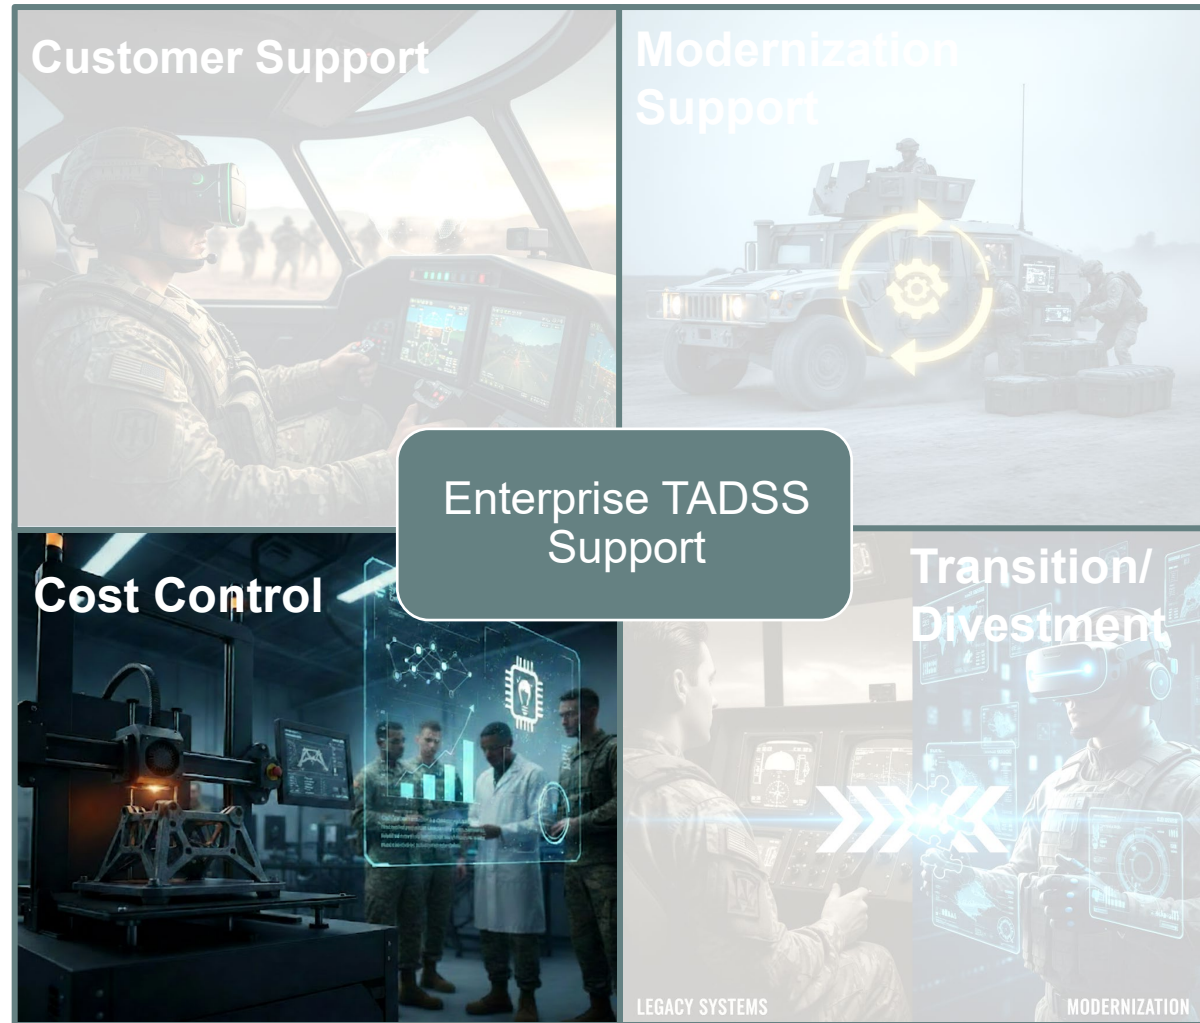 Customer Support
Modernization
Support
Enterprise TADSS
Support
Cost Control
Transition/
Divestment
LEGACY SYSTEMS
MODERNIZATION